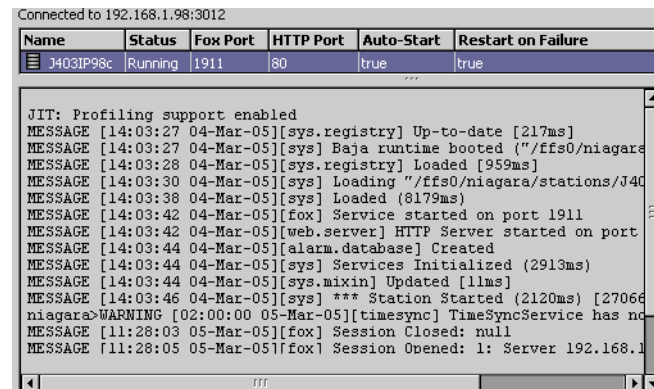 Connected to 192.168.1.98:3012
Name Status Fox Port HTTP Port Auto-Start Restart on Failure
J403IP98c Running 1911 80 true true
JIT: Profiling support enabled
MESSAGE [14:03:27 04-Mar-05][sys.registry] Up-to-date [217ms]
MESSAGE [14:03:27 04-Mar-05][sys] Baja runtime booted ("/ffs0/niagara
MESSAGE [14:03:28 04-Mar-05][sys.registry] Loaded [959ms]
MESSAGE [14:03:30 04-Mar-05][sys] Loading "/ffs0/niagara/stations/J40
MESSAGE [14:03:38 04-Mar-05][sys] Loaded (8179ms)
MESSAGE [14:03:42 04-Mar-05][fox] Service started on port 1911
MESSAGE [14:03:42 04-Mar-05][web.server] HTTP Server started on port
MESSAGE [14:03:44 04-Mar-05][alarm.database] Created
MESSAGE [14:03:44 04-Mar-05][sys] Services Initialized (2913ms)
MESSAGE [14:03:44 04-Mar-05][sys.mixin] Updated [11ms]
MESSAGE [14:03:46 04-Mar-05][sys] *** Station Started (2120ms) [27066
niagara>WARNING [02:00:00 05-Mar-05][timesync] TimeSyncService has no
MESSAGE [11:28:03 05-Mar-05][fox] Session Closed: null
MESSAGE [11:28:05 05-Mar-05][fox] Session Opened: 1: Server 192.168.1